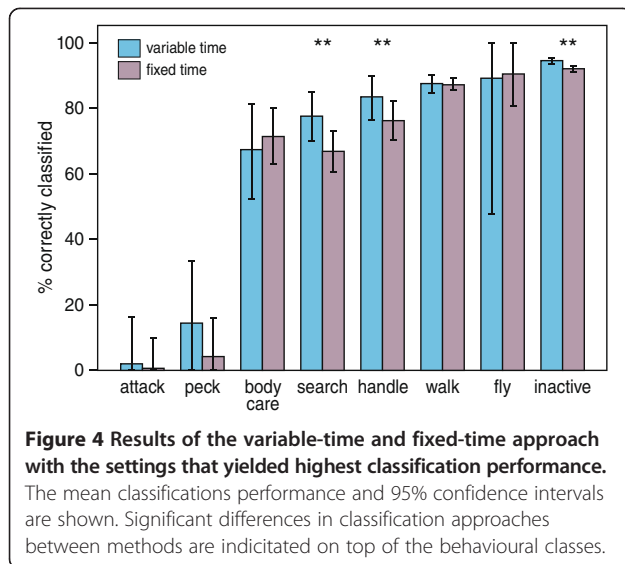 100
80
60
40
20
0
% correctly classified
variable time
fixed time
** ** **
attack peck body search handle walk fly inactive
care
Figure 4 Results of the variable-time and fixed-time approach
with the settings that yielded highest classification performance.
The mean classifications performance and 95% confidence intervals
are shown. Significant differences in classification approaches
between methods are indicitated on top of the behavioural classes.